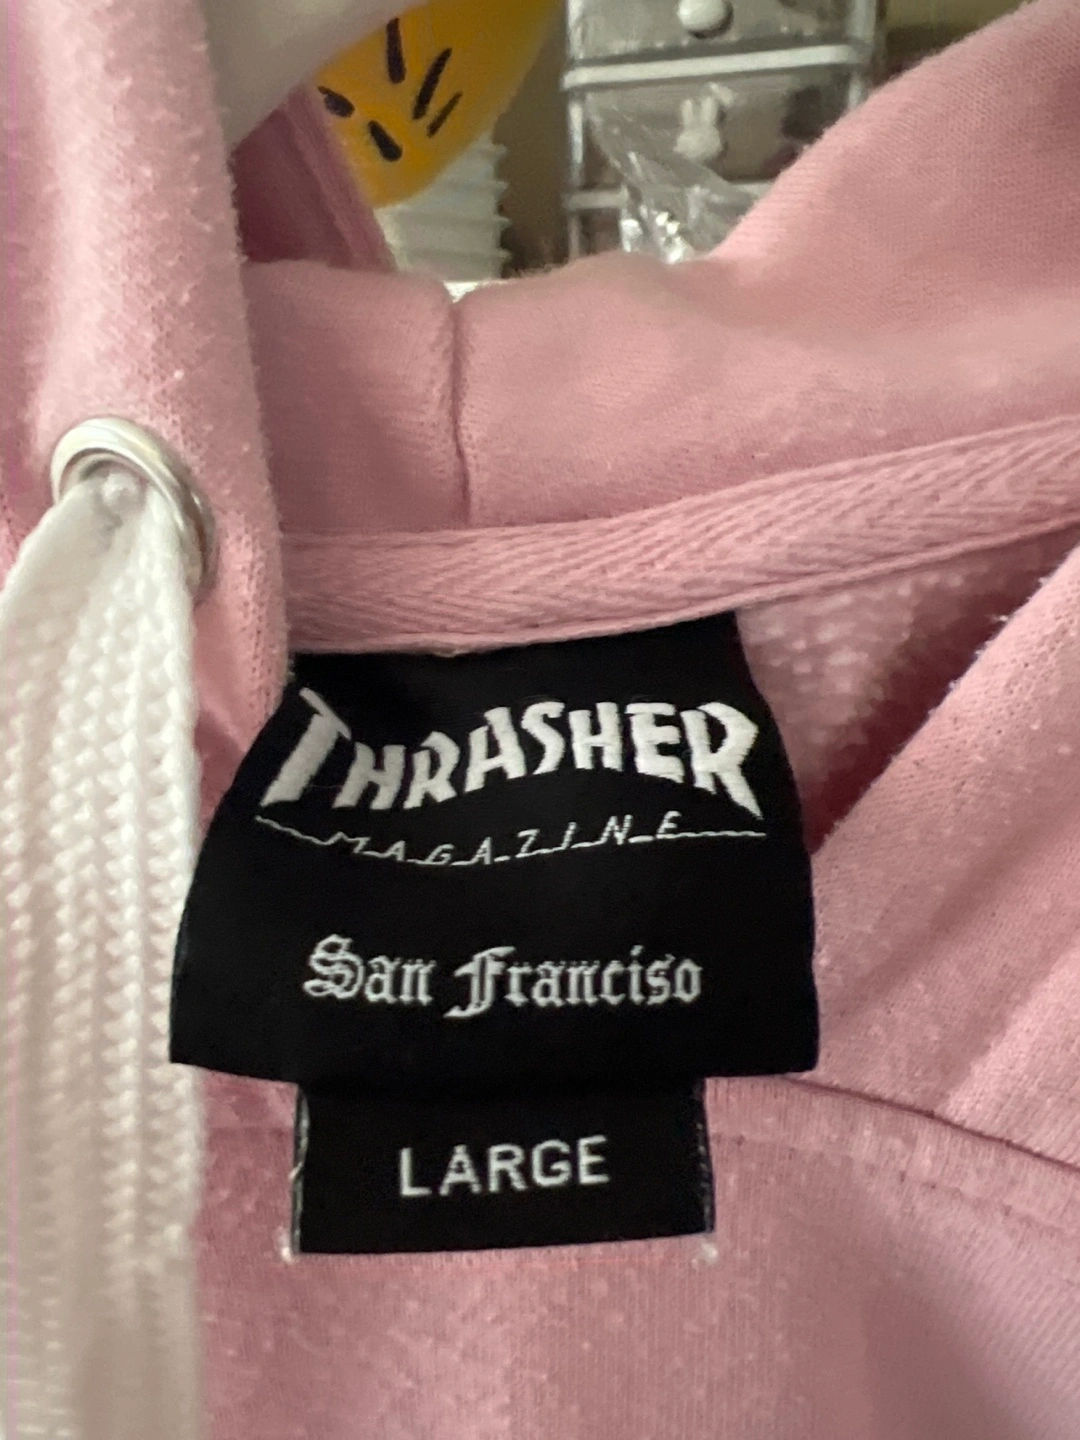 THRASHER
MAGAZINE
San Franciso
LARGE